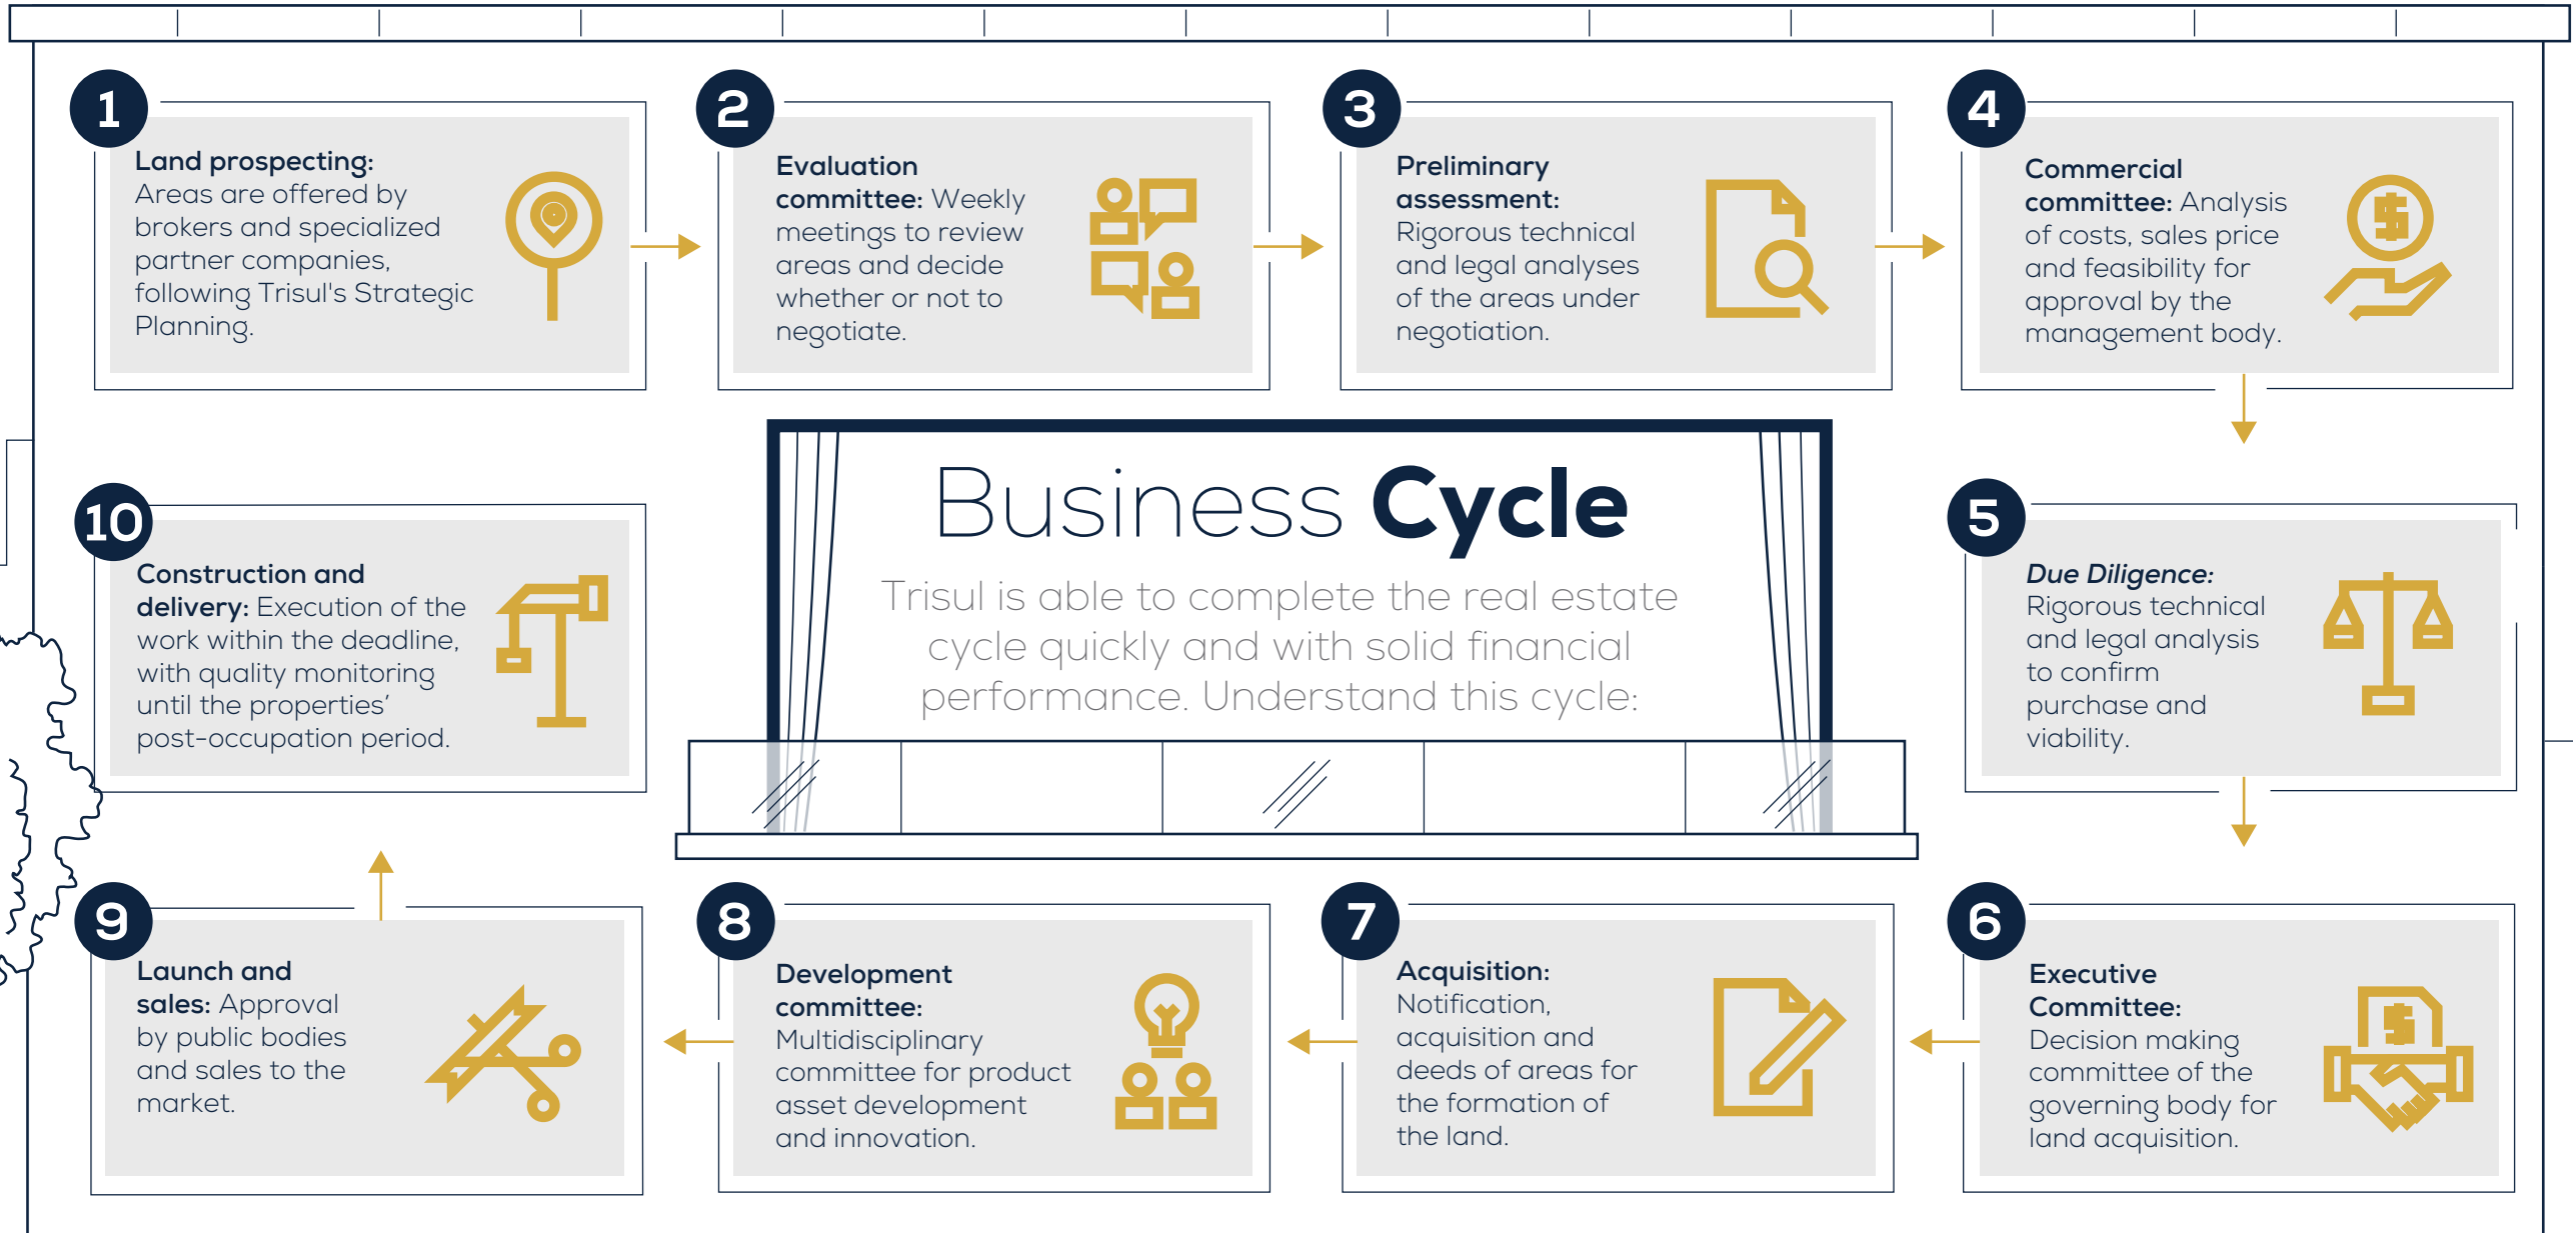 1
Land prospecting:
Areas are offered by
brokers and specialized
partner companies,
following Trisul's Strategic
Planning.
2
Evaluation
committee: Weekly
meetings to review
areas and decide
whether or not to
negotiate.
3
Preliminary
assessment:
Rigorous technical
and legal analyses
of the areas under
negotiation.
4
Commercial
committee: Analysis
of costs, sales price
and feasibility for
approval by the
management body.
$
Business Cycle
Trisul is able to complete the real estate
cycle quickly and with solid financial
performance. Understand this cycle:
5
Due Diligence:
Rigorous technical
and legal analysis
to confirm
purchase and
viability.
6
Executive
Committee:
Decision making
committee of the
governing body for
land acquisition.
$
7
Acquisition:
Notification,
acquisition and
deeds of areas for
the formation of
the land.
8
Development
committee:
Multidisciplinary
committee for product
asset development
and innovation.
9
Launch and
sales: Approval
by public bodies
and sales to the
market.
10
Construction and
delivery: Execution of the
work within the deadline,
with quality monitoring
until the properties’
post-occupation period.